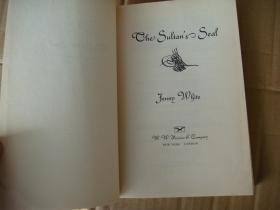 The Sultan's Seal
Jenny White
W. W. Norton & Company
NEW YORK LONDON